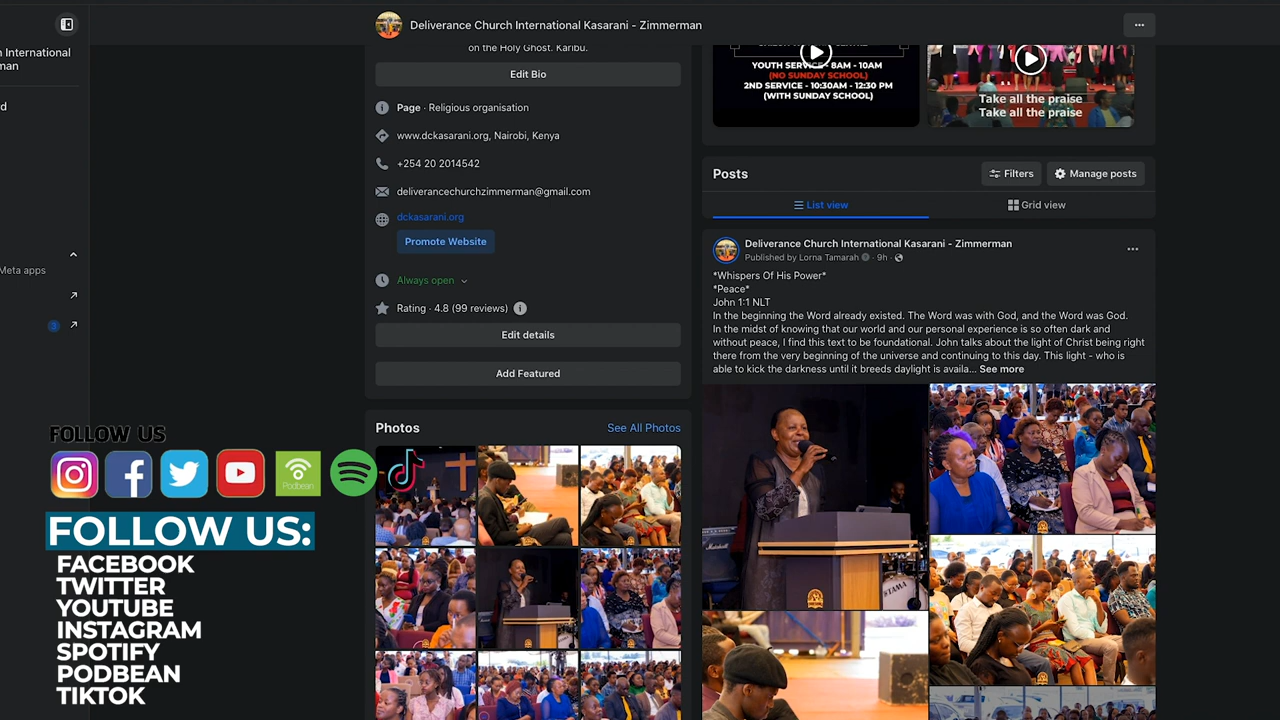 Deliverance Church International Kasarani - Zimmerman
International
d
Meta apps
3
on the Holy Ghost. Karibu.
Edit Bio
Page · Religious organisation
www.dckasarani.org, Nairobi, Kenya
+254 20 2014542
deliverancechurchzimmerman@gmail.com
dckasarani.org
Promote Website
Always open
Rating · 4.8 (99 reviews)
Edit details
Add Featured
Photos
See All Photos
YOUTH SERVICE - 8AM - 10AM
(NO SUNDAY SCHOOL)
2ND SERVICE - 10:30AM - 12:30 PM
(WITH SUNDAY SCHOOL)
Take all the praise
Take all the praise
Posts
Filters
Manage posts
List view
Grid view
Deliverance Church International Kasarani - Zimmerman
Published by Lorna Tamarah · 9h ·
*Whispers Of His Power*
*Peace*
John 1:1 NLT
In the beginning the Word already existed. The Word was with God, and the Word was God.
In the midst of knowing that our world and our personal experience is so often dark and
without peace, I find this text to be foundational. John talks about the light of Christ being right
there from the very beginning of the universe and continuing to this day. This light - who is
able to kick the darkness until it breeds daylight is availa... See more
TAMA
FOLLOW US
Podbean
FOLLOW US:
FACEBOOK
TWITTER
YOUTUBE
INSTAGRAM
SPOTIFY
PODBEAN
TIKTOK